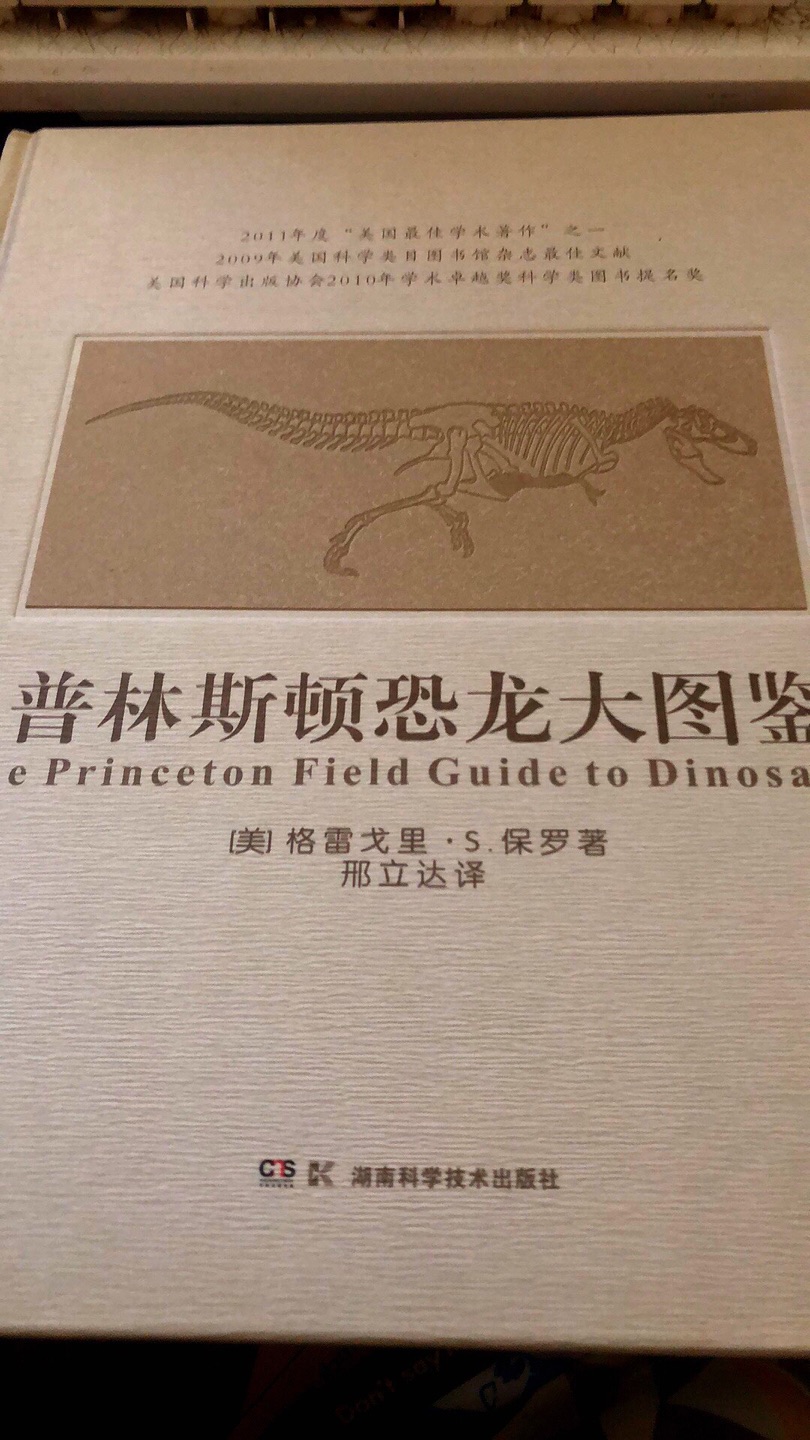 2011年度“美国最佳学术著作”之一
2009年美国科学类目图书馆杂志最佳文献
美国科学出版协会2010年学术卓越奖科学类图书提名奖
普林斯顿恐龙大图鉴
e Princeton Field Guide to Dinosa
[美] 格雷戈里·S.保罗著
邢立达译
CTS 湖南科学技术出版社
Don't say